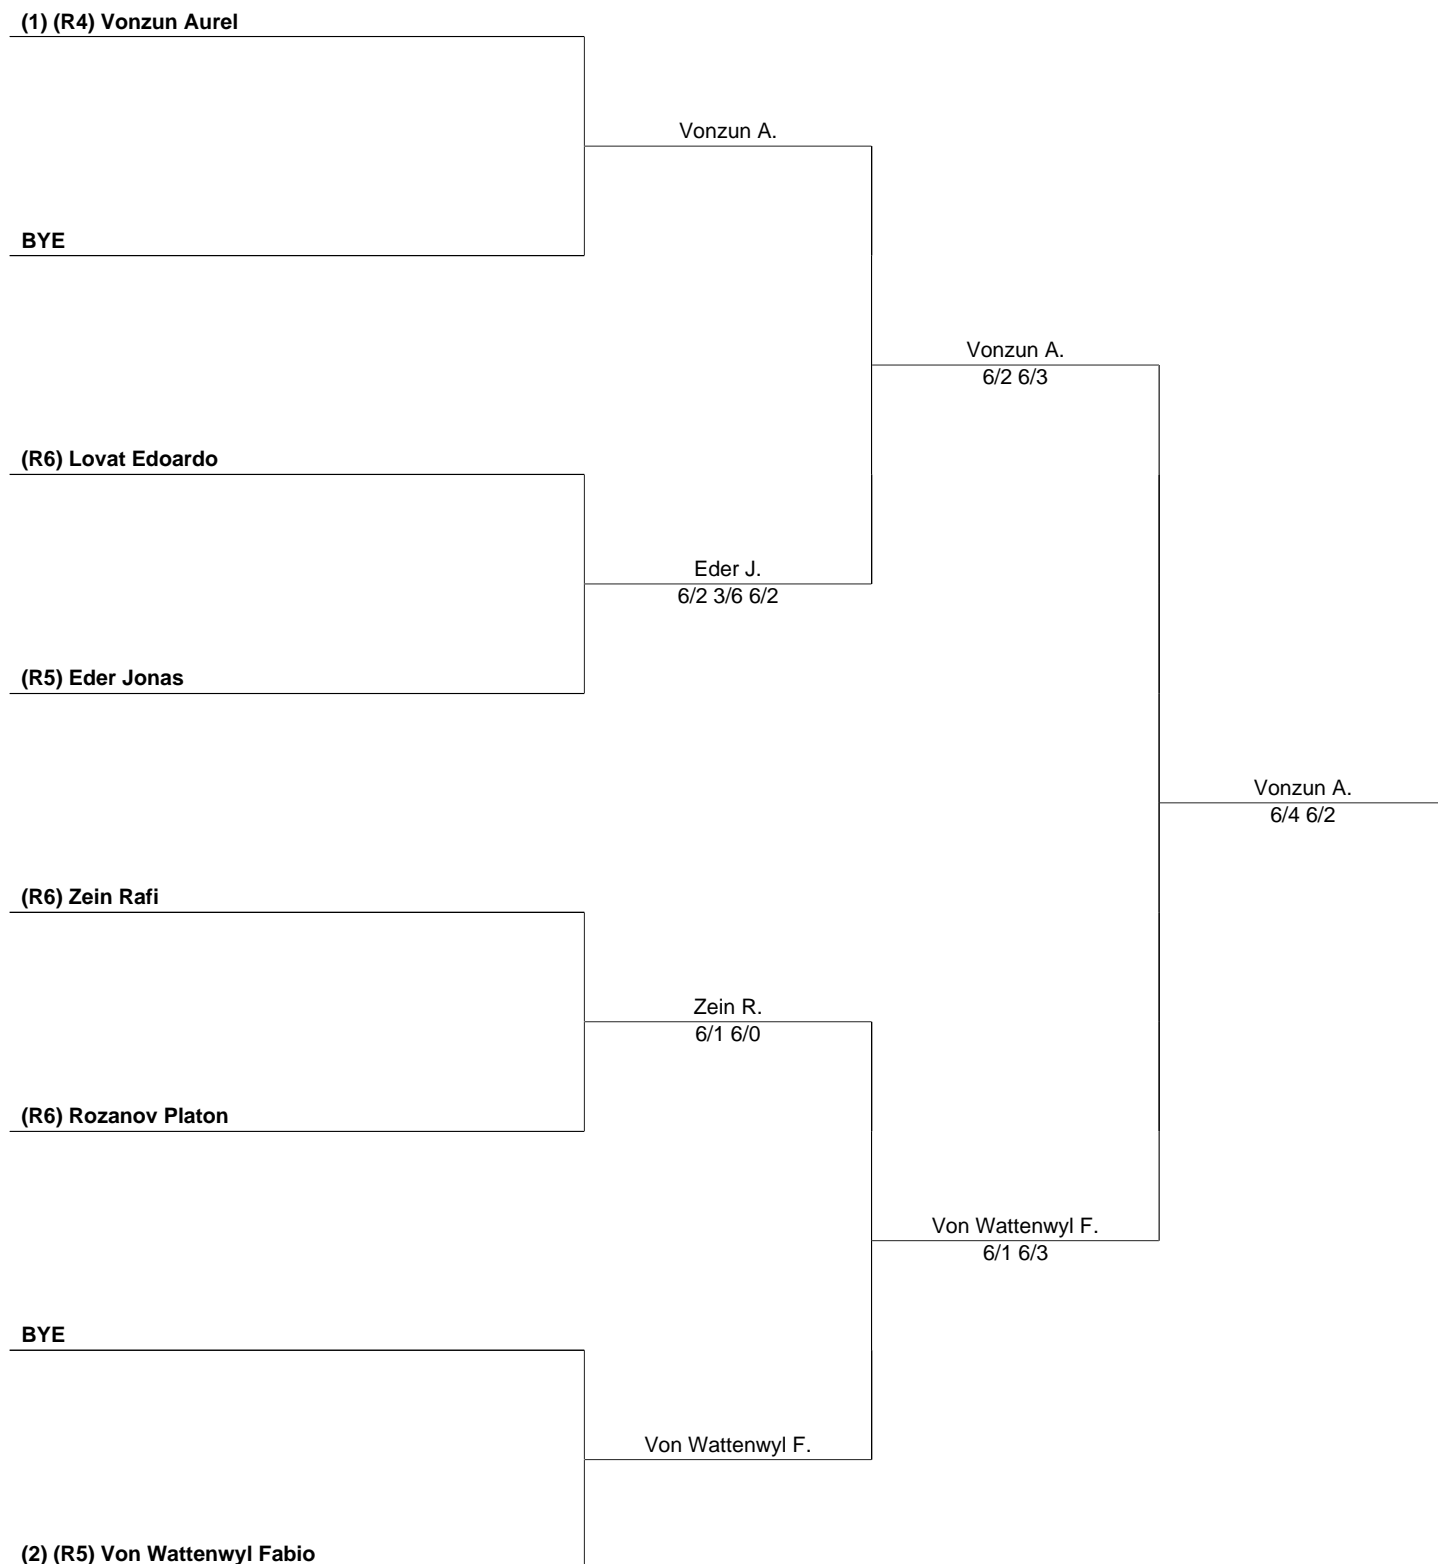 (1) (R4) Vonzun Aurel
Vonzun A.
BYE
Vonzun A.
6/2 6/3
(R6) Lovat Edoardo
Eder J.
6/2 3/6 6/2
(R5) Eder Jonas
Vonzun A.
6/4 6/2
(R6) Zein Rafi
Zein R.
6/1 6/0
(R6) Rozanov Platon
Von Wattenwyl F.
6/1 6/3
BYE
Von Wattenwyl F.
(2) (R5) Von Wattenwyl Fabio